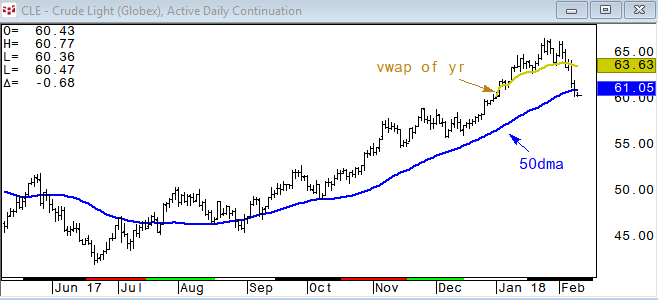 CLE - Crude Light (Globex), Active Daily Continuation
O= 60.43
H= 60.77
L= 60.36
L= 60.47
Δ= -0.68
vwap of yr
50dma
65.00
63.63
61.05
60.00
55.00
50.00
45.00
Jun 17 Jul Aug Sep Oct Nov Dec Jan 18 Feb